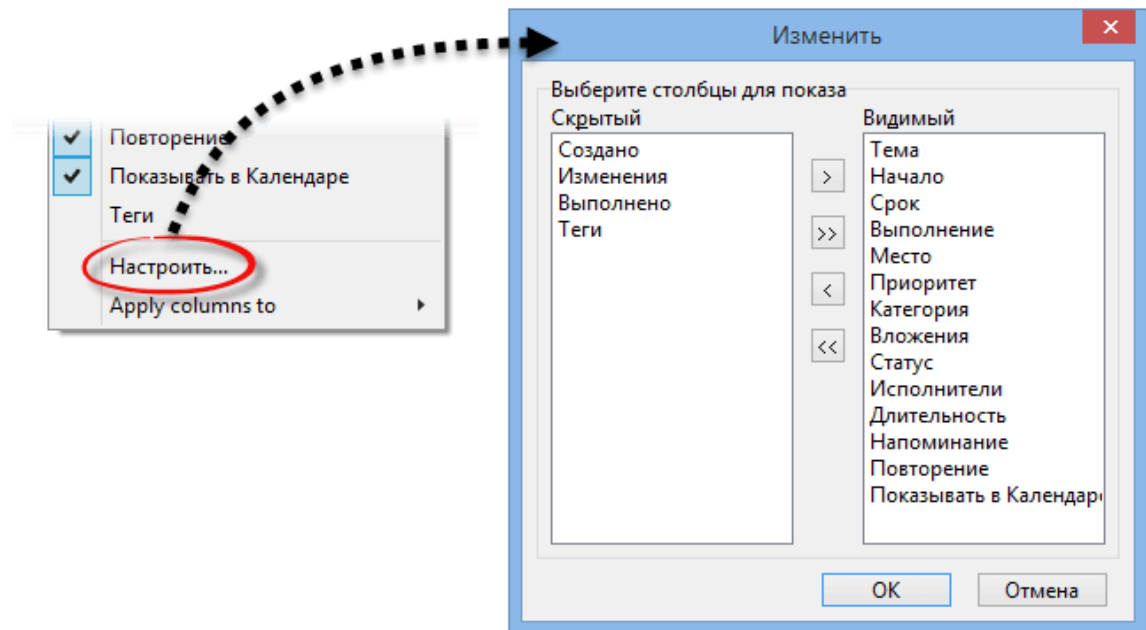 Повторение
Показывать в Календаре
Теги
Настроить...
Apply columns to
Изменить
Выберите столбцы для показа
Скрытый
Создано
Изменения
Выполнено
Теги
>
>>
<
<<
Видимый
Тема
Начало
Срок
Выполнение
Место
Приоритет
Категория
Вложения
Статус
Исполнители
Длительность
Напоминание
Повторение
Показывать в Календар
OK
Отмена